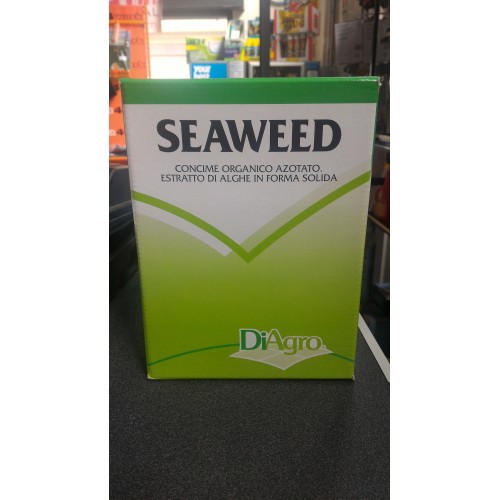 SEAWEED
CONCIME ORGANICO AZOTATO.
ESTRATTO DI ALGHE IN FORMA SOLIDA
DiAgro